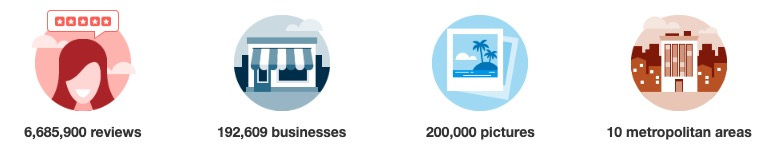 6,685,900 reviews
192,609 businesses
200,000 pictures
10 metropolitan areas